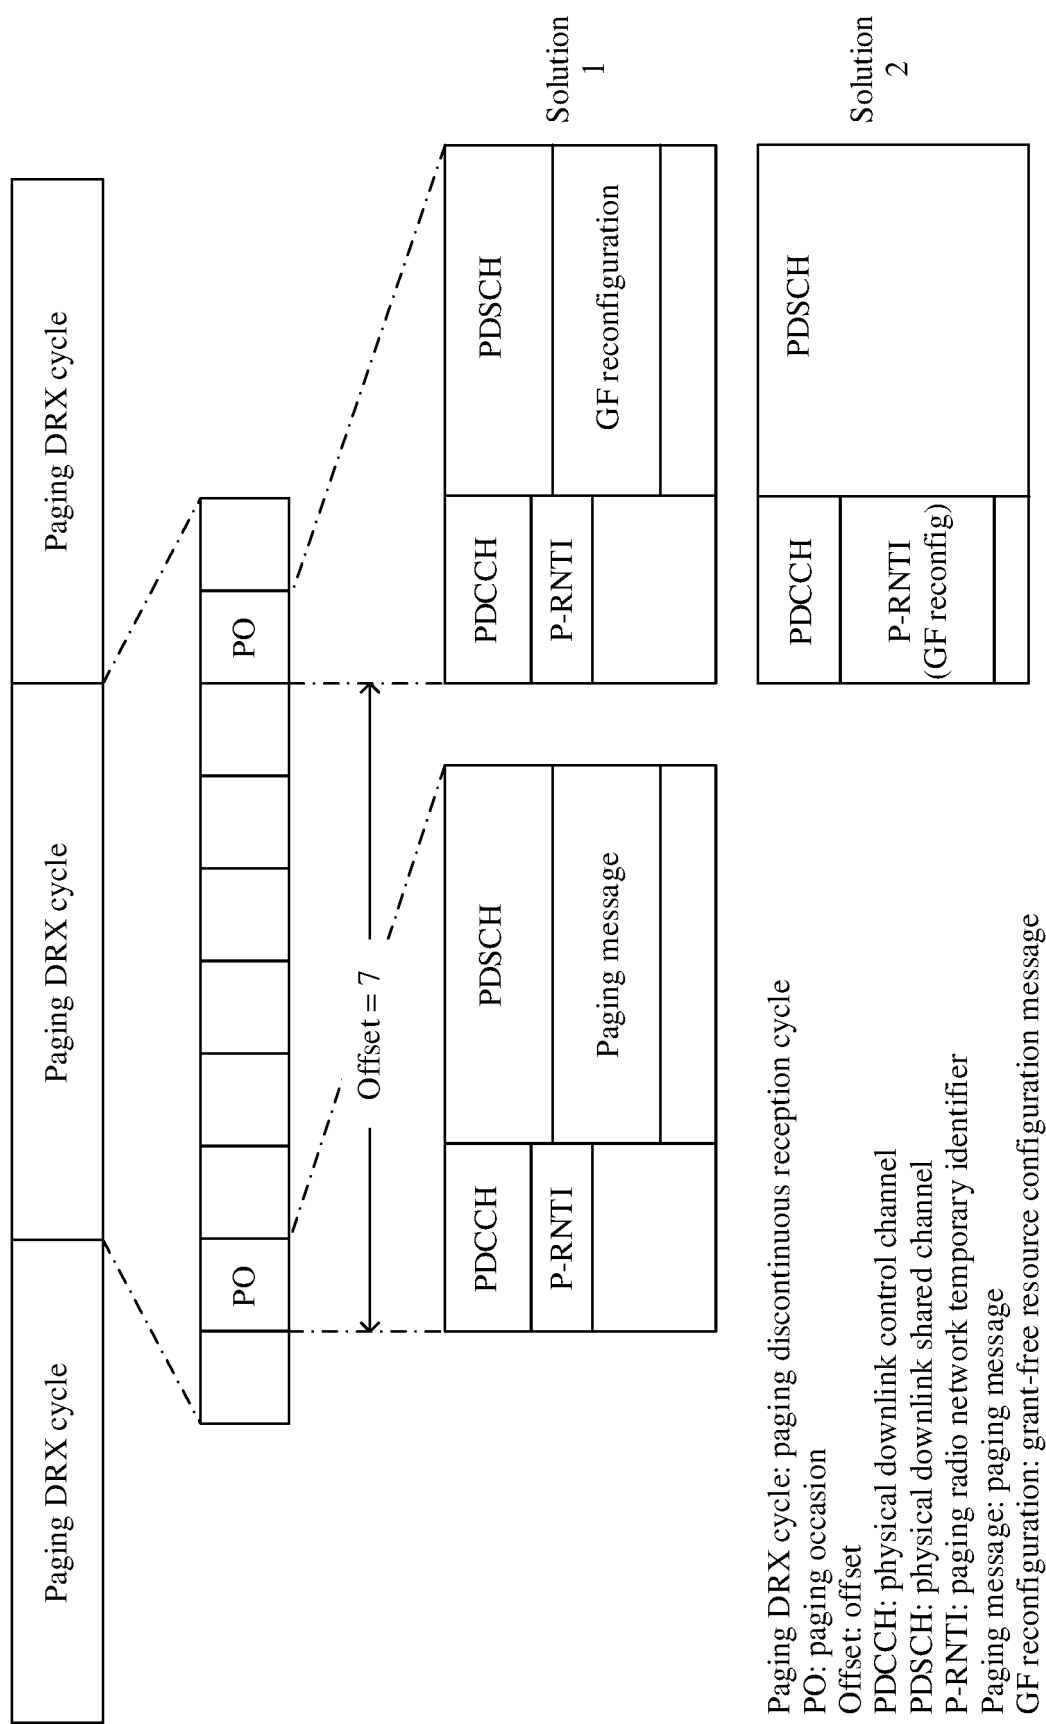 Paging DRX cycle
Paging DRX cycle
Paging DRX cycle
PO
PO
Offset = 7
PDCCH
PDSCH
P-RNTI
Paging message
PDCCH
PDSCH
P-RNTI
GF reconfiguration
Solution
1
PDCCH
PDSCH
P-RNTI
(GF reconfig)
Solution
2
Paging DRX cycle: paging discontinuous reception cycle
PO: paging occasion
Offset: offset
PDCCH: physical downlink control channel
PDSCH: physical downlink shared channel
P-RNTI: paging radio network temporary identifier
Paging message: paging message
GF reconfiguration: grant-free resource configuration message